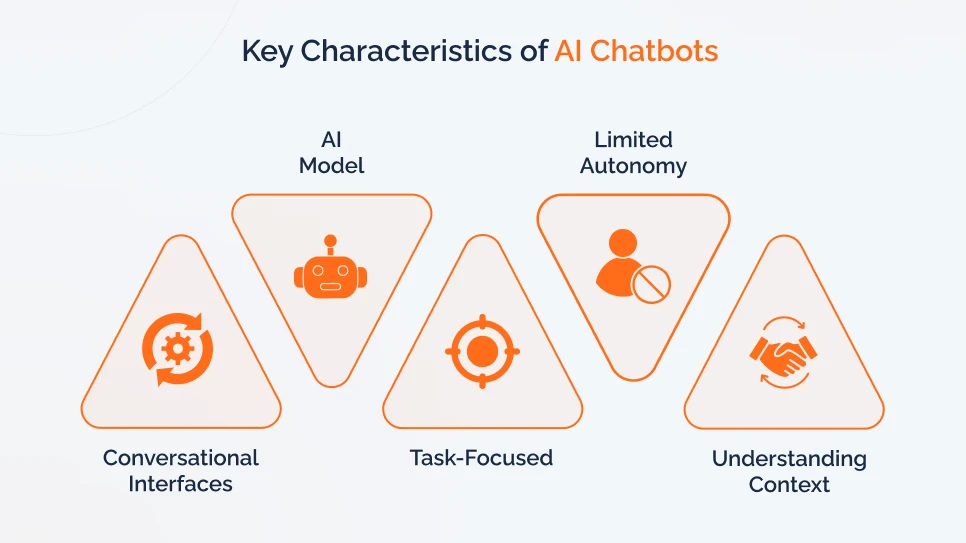 Key Characteristics of AI Chatbots
AI
Model
Limited
Autonomy
Conversational
Interfaces
Task-Focused
Understanding
Context